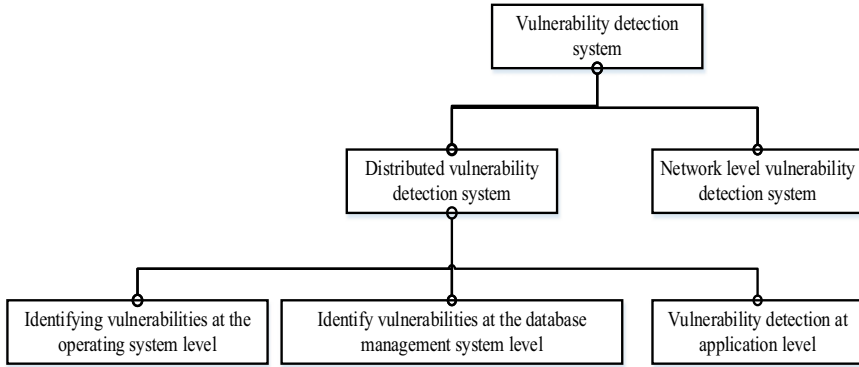 Vulnerability detection
system
Distributed vulnerability
detection system
Network level vulnerability
detection system
Identifying vulnerabilities at the
operating system level
Identify vulnerabilities at the database
management system level
Vulnerability detection at
application level